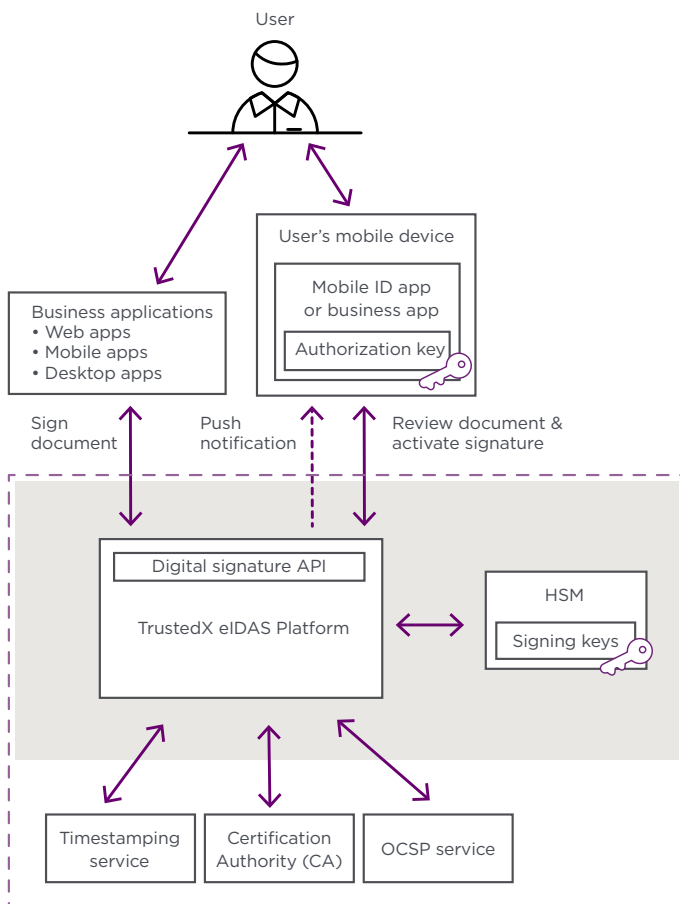 User
User's mobile device
Mobile ID app
or business app
Authorization key
Business applications
• Web apps
• Mobile apps
• Desktop apps
Sign
document
Push
notification
Review document &
activate signature
Digital signature API
TrustedX eIDAS Platform
HSM
Signing keys
Timestamping
service
Certification
Authority (CA)
OCSP service